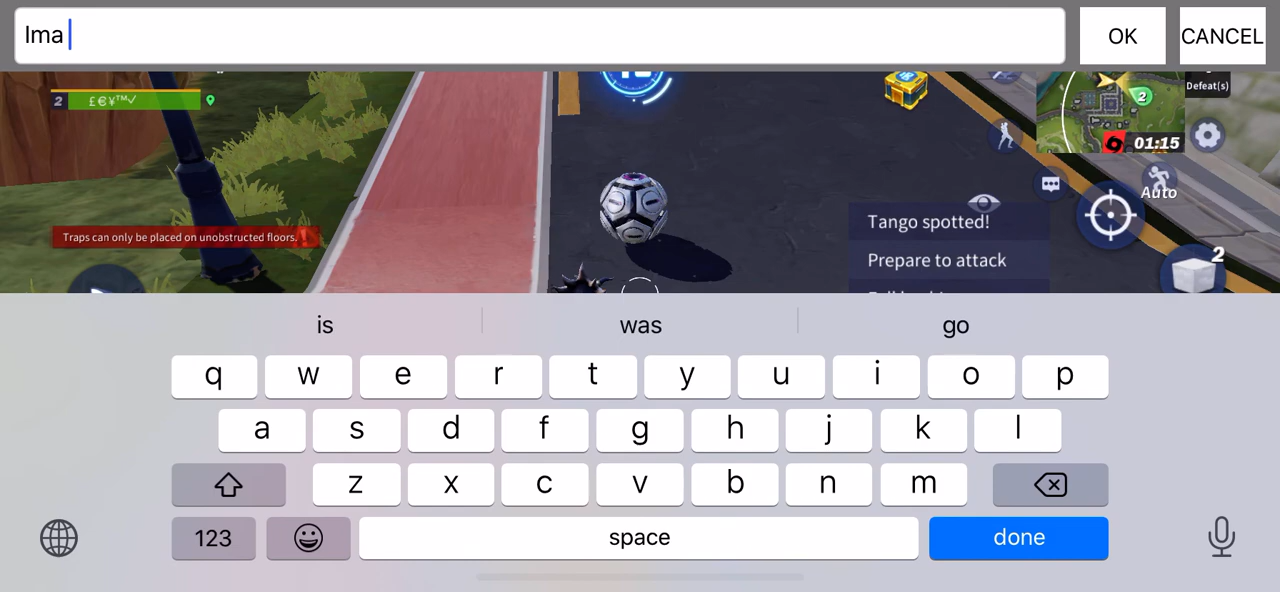 Ima
OK
CANCEL
2 £€¥™✓
Defeat(s)
2
01:15
Auto
Tango spotted!
Traps can only be placed on unobstructed floors.
Prepare to attack
2
is was go
q w e r t y u i o p
a s d f g h j k l
z x c v b n m
123 space done